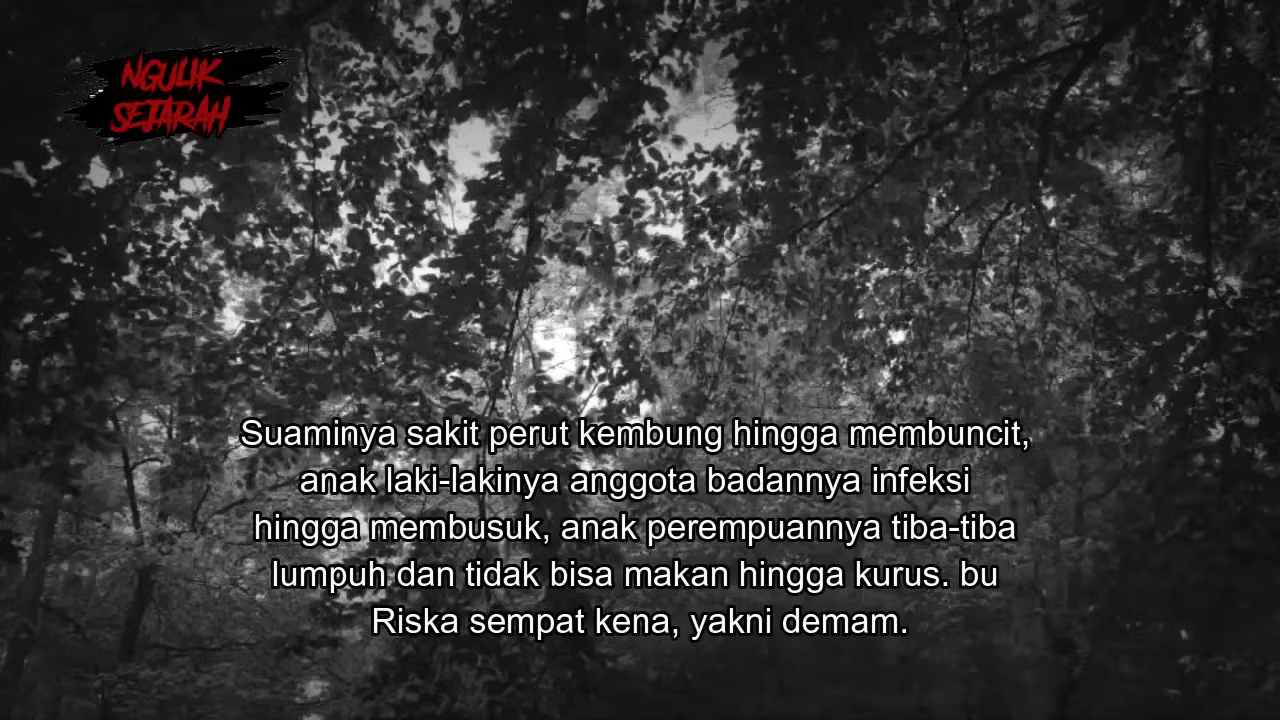 NGULIK
SEJARAH
Suaminya sakit perut kembung hingga membuncit,
anak laki-lakinya anggota badannya infeksi
hingga membusuk, anak perempuannya tiba-tiba
lumpuh dan tidak bisa makan hingga kurus. bu
Riska sempat kena, yakni demam.